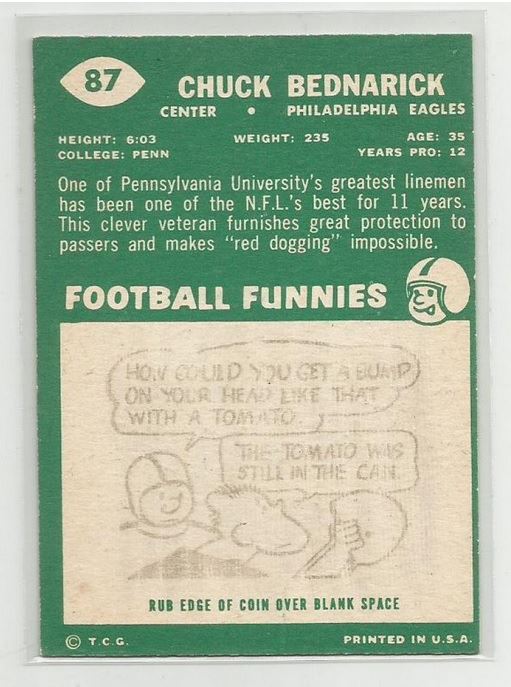 87
CHUCK BEDNARICK
CENTER • PHILADELPHIA EAGLES
HEIGHT: 6:03 WEIGHT: 235 AGE: 35
COLLEGE: PENN YEARS PRO: 12
One of Pennsylvania University's greatest linemen
has been one of the N.F.L.'s best for 11 years.
This clever veteran furnishes great protection to
passers and makes "red dogging" impossible.
FOOTBALL FUNNIES
HOW COULD YOU GET A BUMP
ON YOUR HEAD LIKE THAT
WITH A TOMATO
THE TOMATO WAS
STILL IN THE CAN.
RUB EDGE OF COIN OVER BLANK SPACE
© T.C.G. PRINTED IN U.S.A.